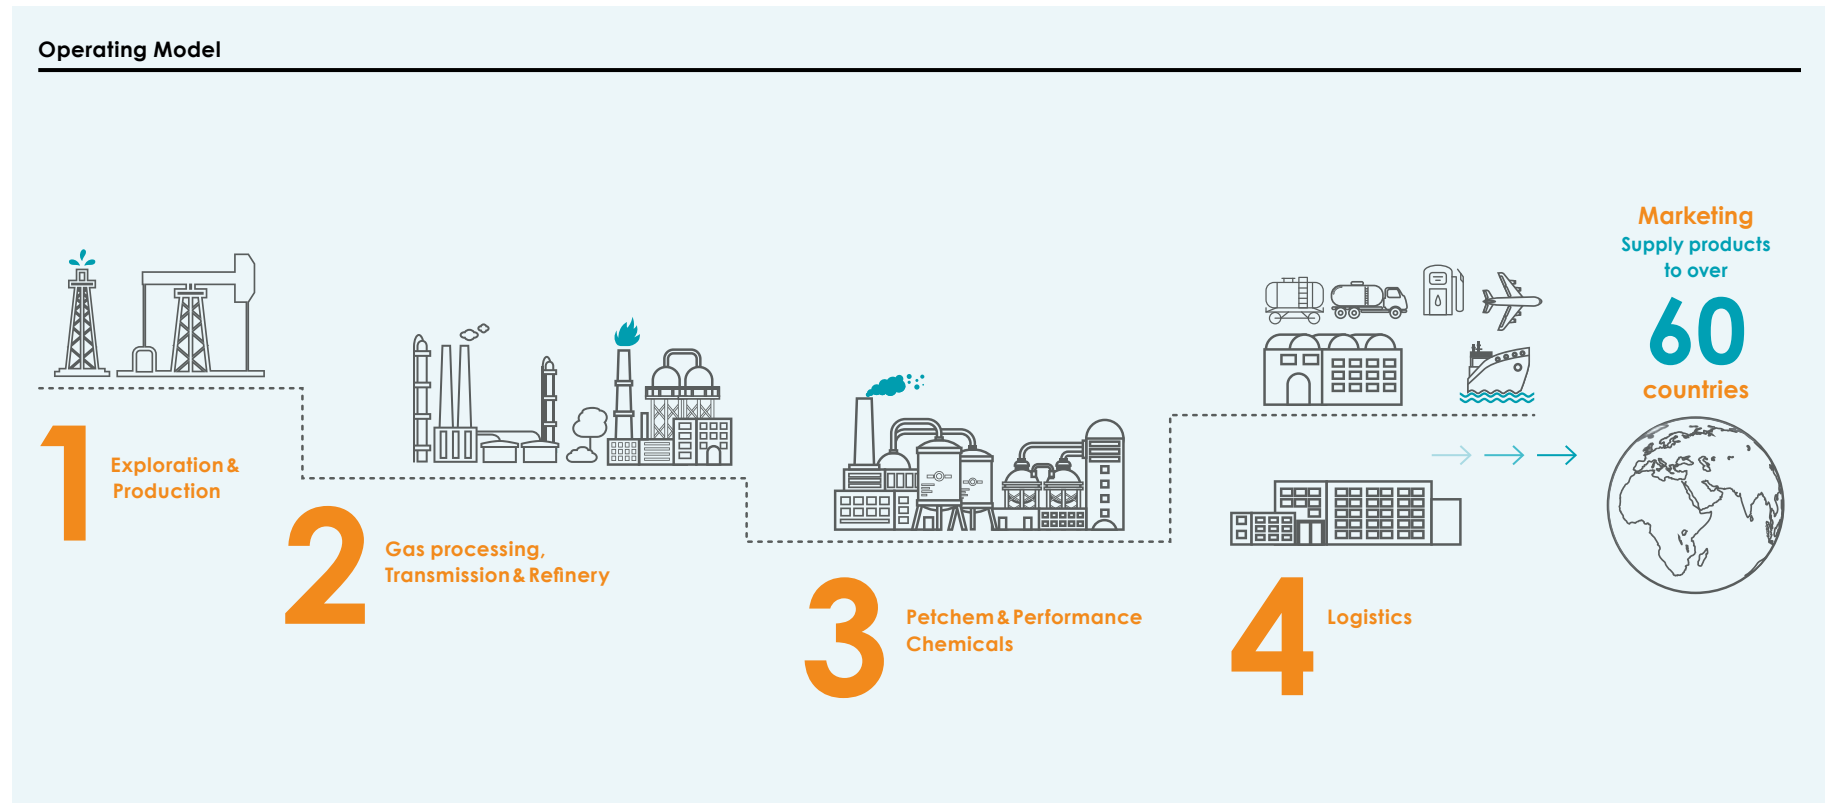 Operating Model
1
Exploration & 
Production
2
Gas processing,
Transmission & Refinery
3
Petchem & Performance
Chemicals
4
Logistics
Marketing
Supply products
to over
60
countries